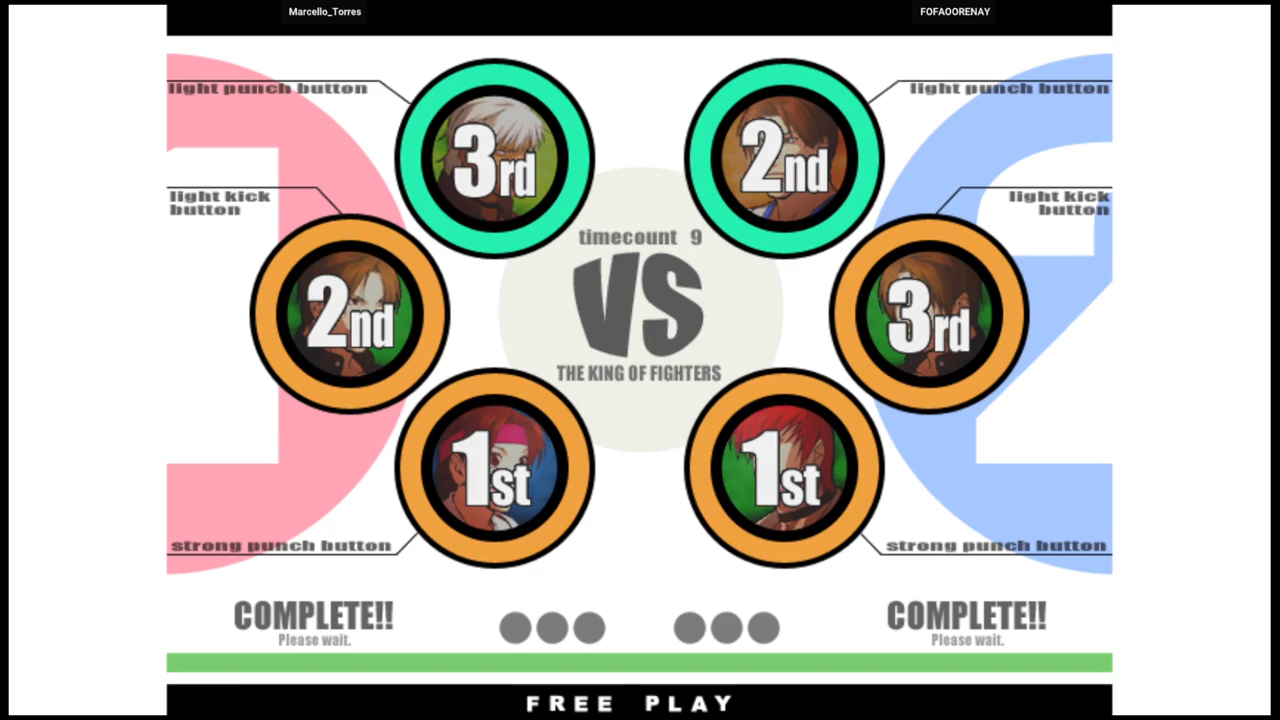 Marcello_Torres
FOFAOORENAY
light punch button
light punch button
3rd
2nd
light kick
button
light kick
button
timecount 9
VS
THE KING OF FIGHTERS
2nd
3rd
1st
1st
strong punch button
strong punch button
COMPLETE!!
Please wait.
COMPLETE!!
Please wait.
FREE PLAY